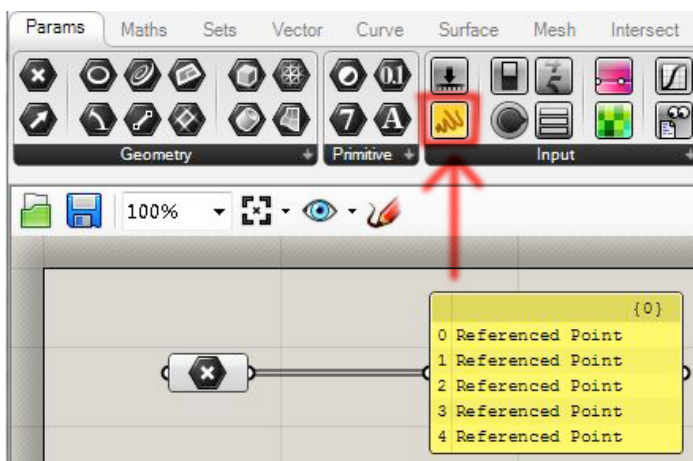 Params Maths Sets Vector Curve Surface Mesh Intersect
0.1
7 A
Geometry Primitive Input
100%
{0}
0 Referenced Point
1 Referenced Point
2 Referenced Point
3 Referenced Point
4 Referenced Point